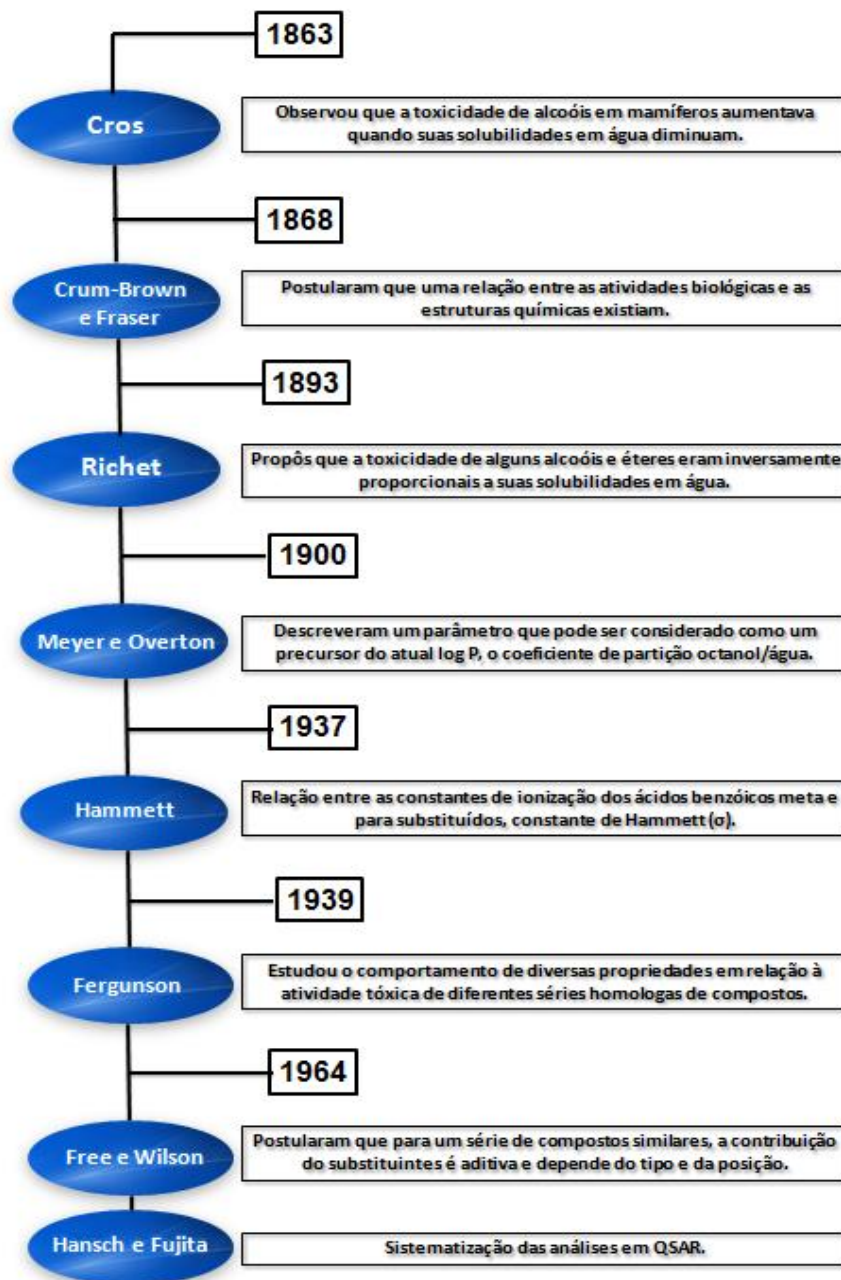 1863
Cros
Observou que a toxicidade de alcoóis em mamíferos aumentava
quando suas solubilidades em água diminuam.
1868
Crum-Brown
e Fraser
Postularam que uma relação entre as atividades biológicas e as
estruturas químicas existiam.
1893
Richet
Propôs que a toxicidade de alguns alcoóis e éteres eram inversamente
proporcionais a suas solubilidades em água.
1900
Meyer e Overton
Descreveram um parâmetro que pode ser considerado como um
precursor do atual log P, o coeficiente de partição octanol/água.
1937
Hammett
Relação entre as constantes de ionização dos ácidos benzóicos meta e
para substituídos, constante de Hammett (σ).
1939
Fergunson
Estudou o comportamento de diversas propriedades em relação à
atividade tóxica de diferentes séries homologas de compostos.
1964
Free e Wilson
Postularam que para um série de compostos similares, a contribuição
do substituintes é aditiva e depende do tipo e da posição.
Hansch e Fujita
Sistematização das análises em QSAR.